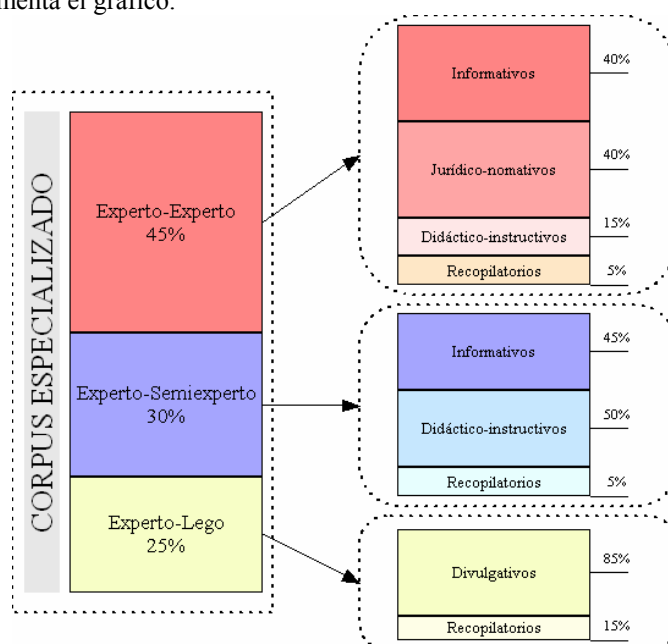 el gráfico.
CORPUS ESPECIALIZADO
Experto-Experto
45%
Experto-Semiexperto
30%
Experto-Lego
25%
Informativos
40%
Jurídico-nomativos
40%
Didáctico-instructivos
15%
Recopilatorios
5%
Informativos
45%
Didáctico-instructivos
50%
Recopilatorios
5%
Divulgativos
85%
Recopilatorios
15%